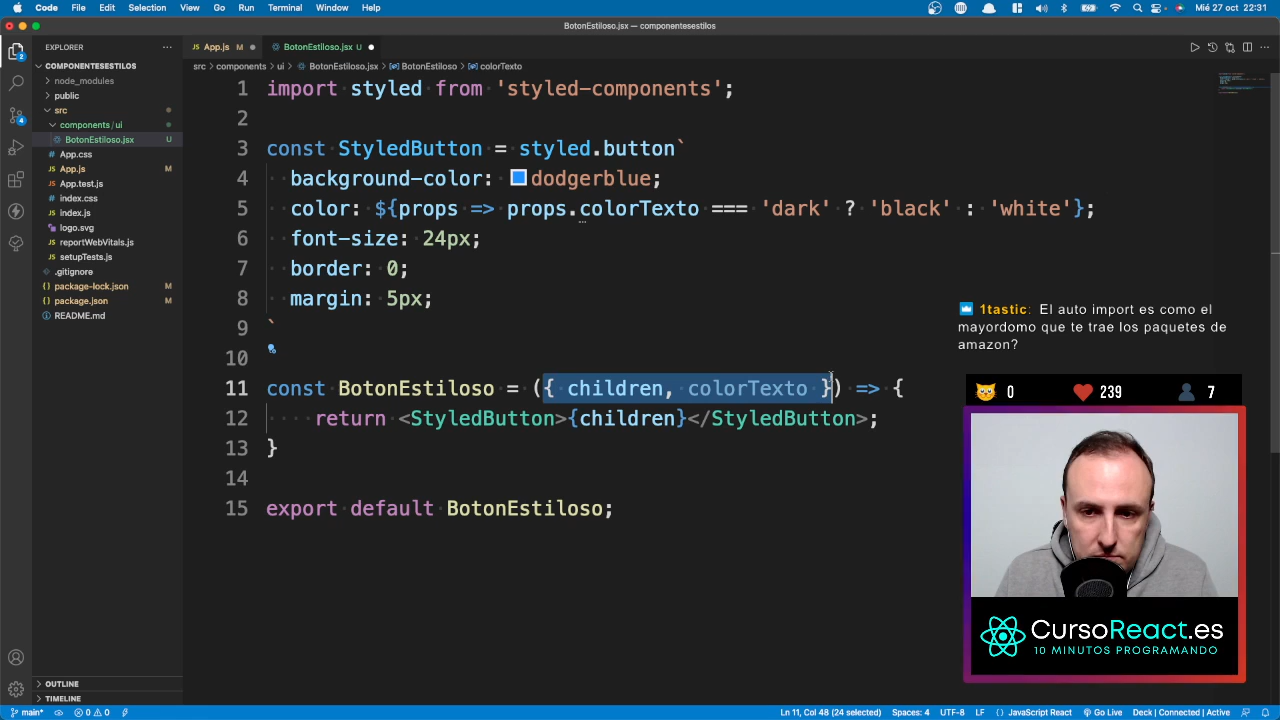 Code File Edit Selection View Go Run Terminal Window Help Mié 27 oct 22:31
BotonEstiloso.jsx — componentesestilos
EXPLORER
COMPONENTESESTILOS
node_modules
public
src
components / ui
BotonEstiloso.jsx U
App.css
App.js M
App.test.js
index.css
index.js
logo.svg
reportWebVitals.js
setupTests.js
.gitignore
package-lock.json M
package.json M
README.md
OUTLINE
TIMELINE
2
4
App.js M
BotonEstiloso.jsx U
src > components > ui > BotonEstiloso.jsx > BotonEstiloso > colorTexto
1 import styled from 'styled-components';
2
3 const StyledButton = styled.button`
4 background-color: dodgerblue;
5 color: ${props => props.colorTexto === 'dark' ? 'black' : 'white'};
6 font-size: 24px;
7 border: 0;
8 margin: 5px;
9 `
10
11 const BotonEstiloso = ({ children, colorTexto }) => {
12 return <StyledButton>{children}</StyledButton>;
13 }
14
15 export default BotonEstiloso;
1tastic: El auto import es como el
mayordomo que te trae los paquetes de
amazon?
0 239 7
CursoReact.es
10 MINUTOS PROGRAMANDO
main* 0 0 Ln 11, Col 48 (24 selected) Spaces: 4 UTF-8 LF {} JavaScript React Go Live Deck | Connected | Active